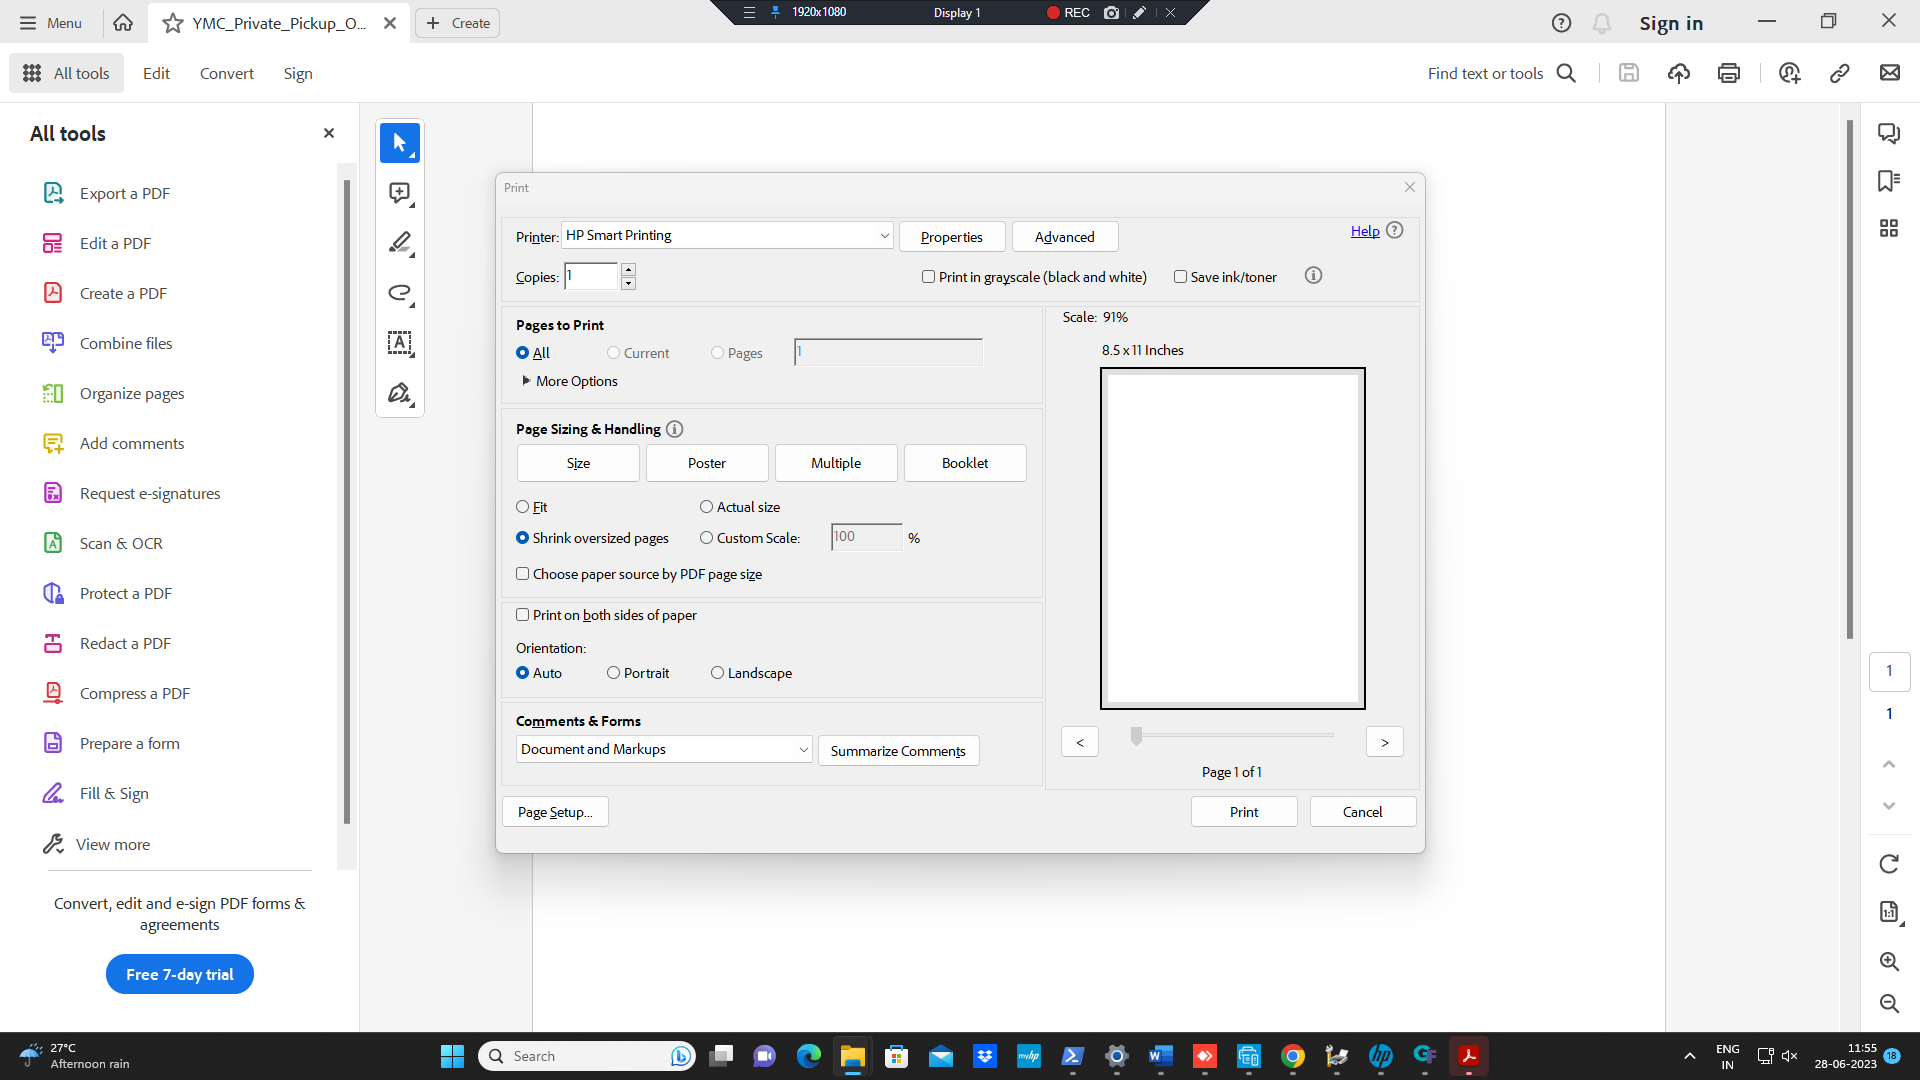 Menu
YMC_Private_Pickup_O...
Create
1920x1080
Display 1
REC
Sign in
All tools
Edit
Convert
Sign
Find text or tools
All tools
Export a PDF
Edit a PDF
Create a PDF
Combine files
Organize pages
Add comments
Request e-signatures
Scan & OCR
Protect a PDF
Redact a PDF
Compress a PDF
Prepare a form
Fill & Sign
View more
Convert, edit and e-sign PDF forms &
agreements
Free 7-day trial
Print
Printer: HP Smart Printing
Properties
Advanced
Help
Copies: 1
Print in grayscale (black and white)
Save ink/toner
Pages to Print
All
Current
Pages
1
More Options
Page Sizing & Handling
Size
Poster
Multiple
Booklet
Fit
Actual size
Shrink oversized pages
Custom Scale:
100
%
Choose paper source by PDF page size
Print on both sides of paper
Orientation:
Auto
Portrait
Landscape
Comments & Forms
Document and Markups
Summarize Comments
Scale: 91%
8.5 x 11 Inches
<
>
Page 1 of 1
Page Setup...
Print
Cancel
1
1
1:1
27°C
Afternoon rain
Search
myhp
ENG
IN
11:55
28-06-2023
18